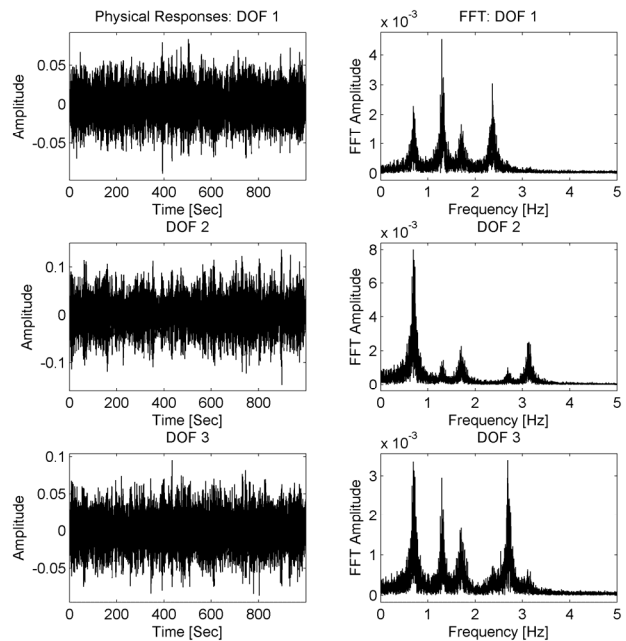 Physical Responses: DOF 1
Amplitude
0.05
0
-0.05
0 200 400 600 800
Time [Sec]
FFT: DOF 1
x 10⁻³
FFT Amplitude
4
3
2
1
0
0 1 2 3 4 5
Frequency [Hz]
DOF 2
Amplitude
0.1
0
-0.1
0 200 400 600 800
Time [Sec]
DOF 2
x 10⁻³
FFT Amplitude
8
6
4
2
0
0 1 2 3 4 5
Frequency [Hz]
DOF 3
Amplitude
0.1
0.05
0
-0.05
0 200 400 600 800
Time [Sec]
DOF 3
x 10⁻³
FFT Amplitude
3
2
1
0
0 1 2 3 4 5
Frequency [Hz]